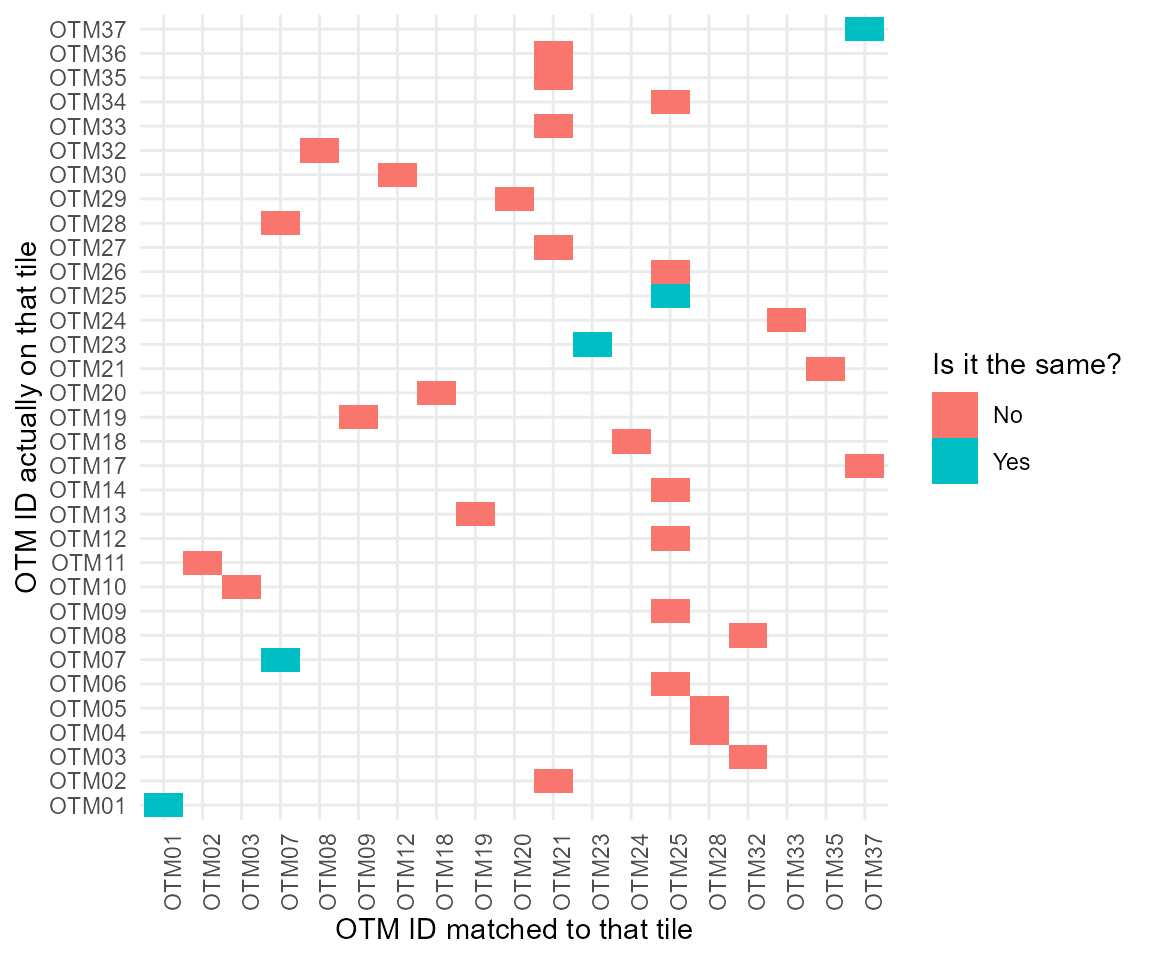 OTM37
OTM36
OTM35
OTM34
OTM33
OTM32
OTM30
OTM29
OTM28
OTM27
OTM26
OTM25
OTM24
OTM23
OTM21
OTM20
OTM19
OTM18
OTM17
OTM14
OTM13
OTM12
OTM11
OTM10
OTM09
OTM08
OTM07
OTM06
OTM05
OTM04
OTM03
OTM02
OTM01
OTM ID actually on that tile
OTM01
OTM02
OTM03
OTM07
OTM08
OTM09
OTM12
OTM18
OTM19
OTM20
OTM21
OTM23
OTM24
OTM25
OTM28
OTM32
OTM33
OTM35
OTM37
OTM ID matched to that tile
Is it the same?
No
Yes